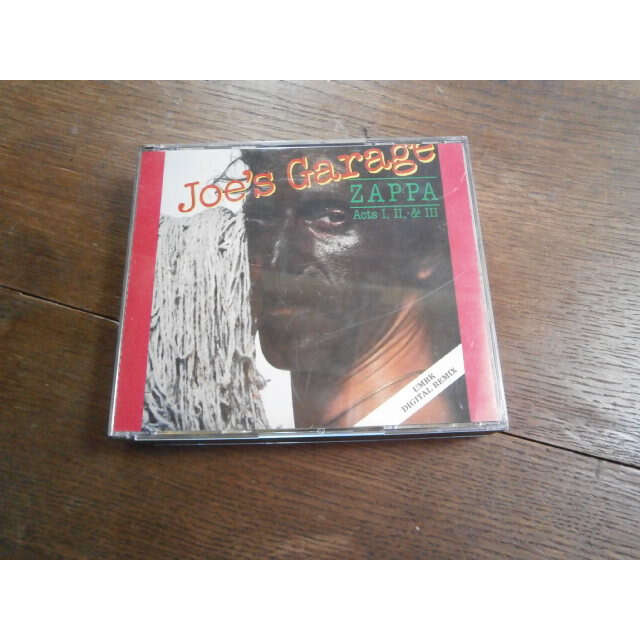 Joe's Garage
ZAPPA
Acts I, II, & III
UMRK
DIGITAL REMIX